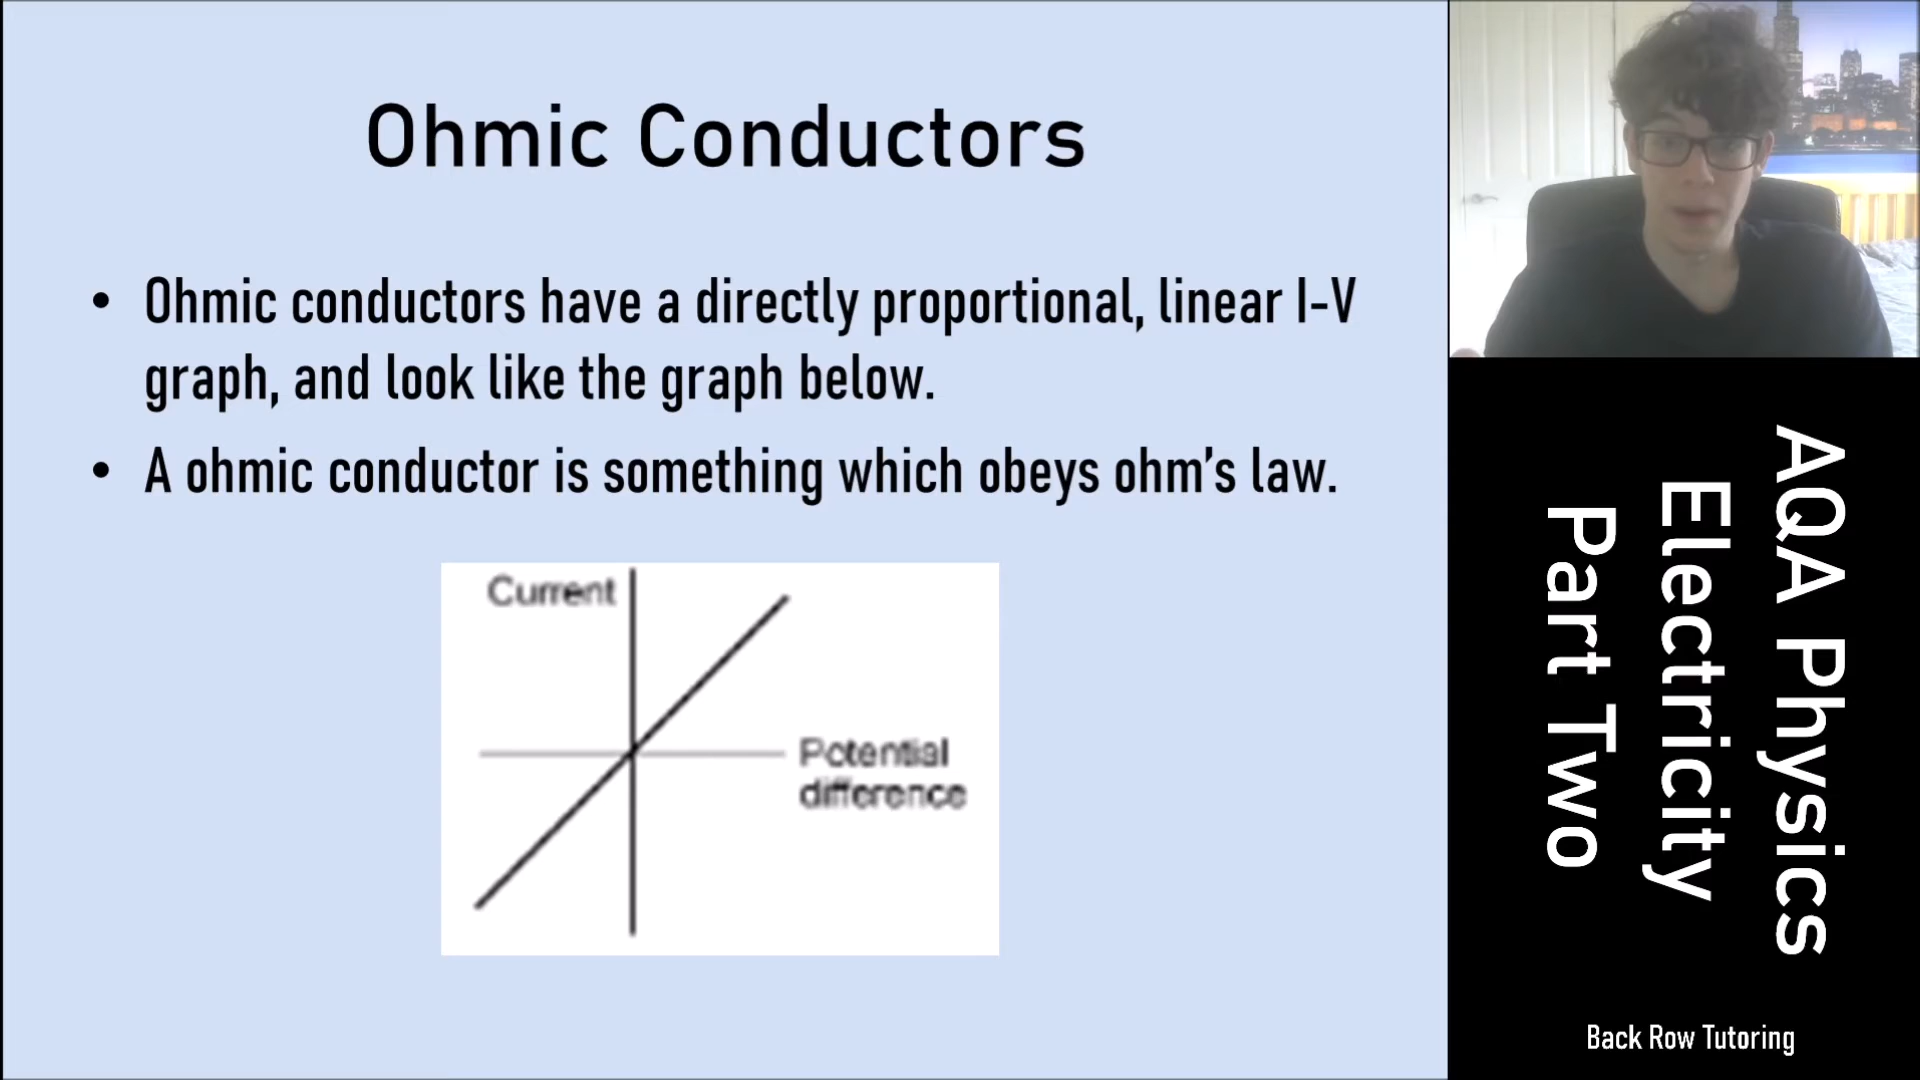 Ohmic Conductors
• Ohmic conductors have a directly proportional, linear I-V
graph, and look like the graph below.
• A ohmic conductor is something which obeys ohm's law.
Current
Potential
difference
AQA Physics
Electricity
Part Two
Back Row Tutoring